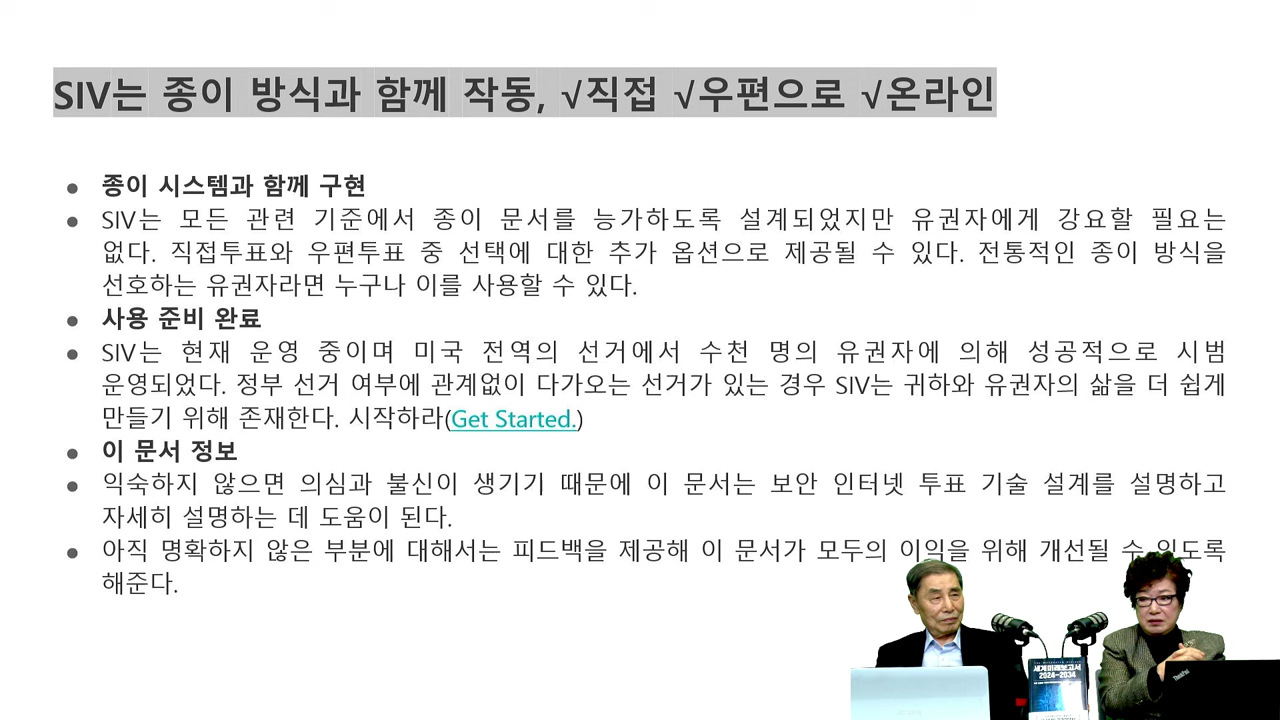 SIV는 종이 방식과 함께 작동, √직접 √우편으로 √온라인
● 종이 시스템과 함께 구현
● SIV는 모든 관련 기준에서 종이 문서를 능가하도록 설계되었지만 유권자에게 강요할 필요는
없다. 직접투표와 우편투표 중 선택에 대한 추가 옵션으로 제공될 수 있다. 전통적인 종이 방식을
선호하는 유권자라면 누구나 이를 사용할 수 있다.
● 사용 준비 완료
● SIV는 현재 운영 중이며 미국 전역의 선거에서 수천 명의 유권자에 의해 성공적으로 시범
운영되었다. 정부 선거 여부에 관계없이 다가오는 선거가 있는 경우 SIV는 귀하와 유권자의 삶을 더 쉽게
만들기 위해 존재한다. 시작하라(Get Started.)
● 이 문서 정보
● 익숙하지 않으면 의심과 불신이 생기기 때문에 이 문서는 보안 인터넷 투표 기술 설계를 설명하고
자세히 설명하는 데 도움이 된다.
● 아직 명확하지 않은 부분에 대해서는 피드백을 제공해 이 문서가 모두의 이익을 위해 개선될 수 있도록
해준다.
세계미래보고서
2024-2034
ThinkPad